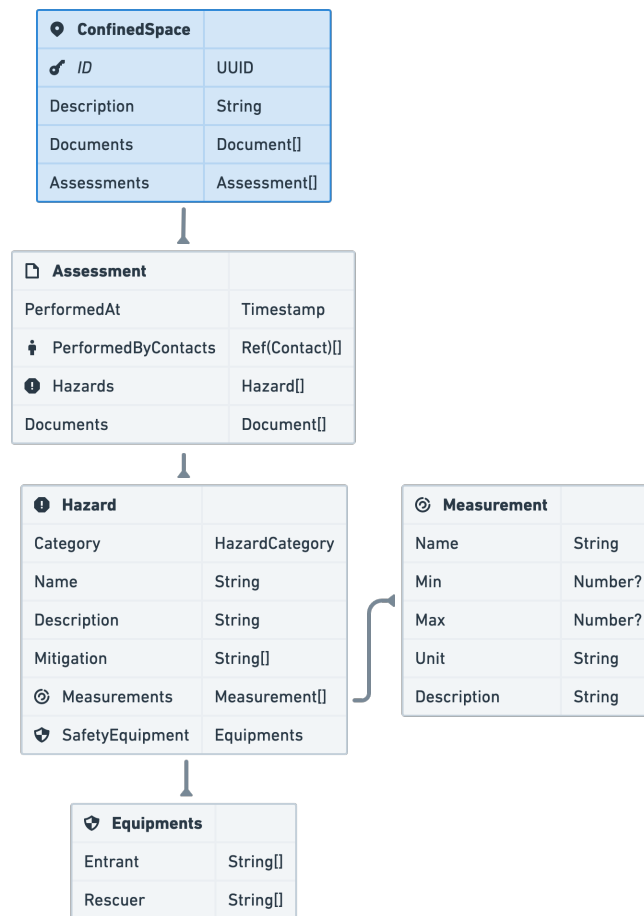 ConfinedSpace
ID UUID
Description String
Documents Document[]
Assessments Assessment[]
Assessment
PerformedAt Timestamp
PerformedByContacts Ref(Contact)[]
Hazards Hazard[]
Documents Document[]
Hazard
Category HazardCategory
Name String
Description String
Mitigation String[]
Measurements Measurement[]
SafetyEquipment Equipments
Measurement
Name String
Min Number?
Max Number?
Unit String
Description String
Equipments
Entrant String[]
Rescuer String[]